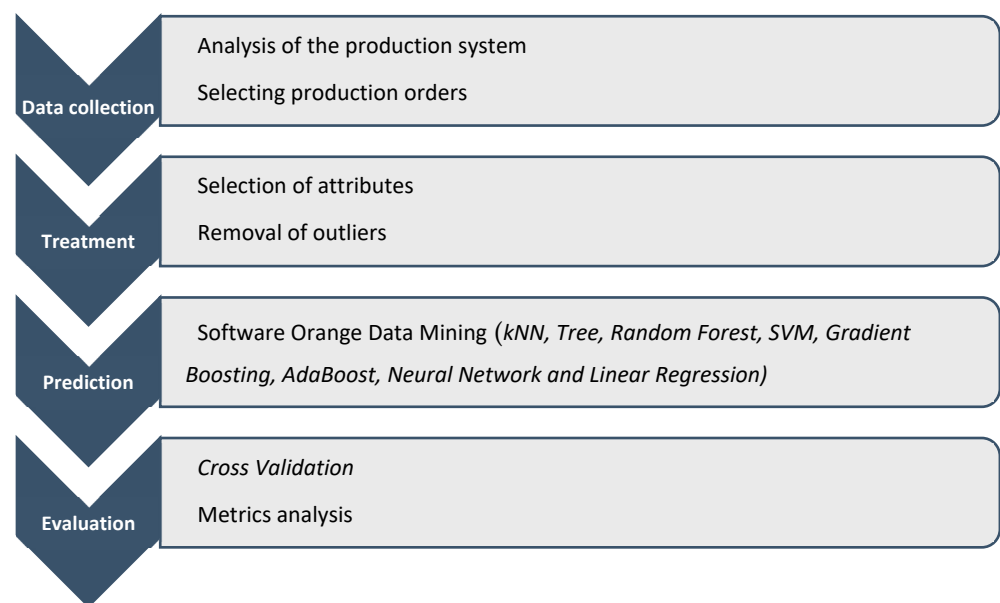 Data collection
Analysis of the production system
Selecting production orders
Treatment
Selection of attributes
Removal of outliers
Prediction
Software Orange Data Mining (kNN, Tree, Random Forest, SVM, Gradient
Boosting, AdaBoost, Neural Network and Linear Regression)
Evaluation
Cross Validation
Metrics analysis